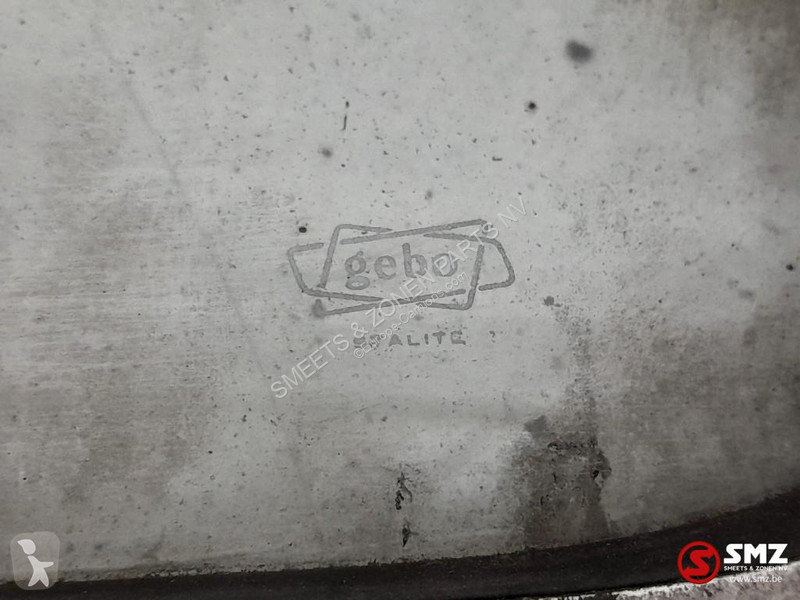 gebo
SMEETS & ZONEN PARTS NV
SMZ
SMEETS & ZONEN NV
www.smz.be